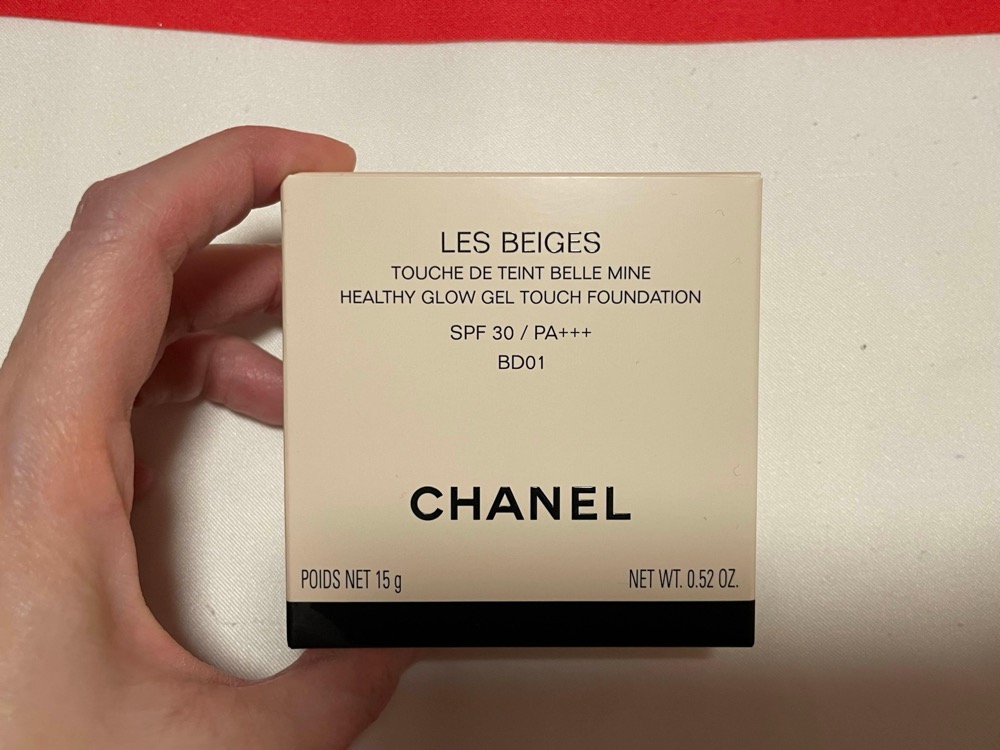 LES BEIGES
TOUCHE DE TEINT BELLE MINE
HEALTHY GLOW GEL TOUCH FOUNDATION
SPF 30 / PA+++
BD01
CHANEL
POIDS NET 15 g NET WT. 0.52 OZ.